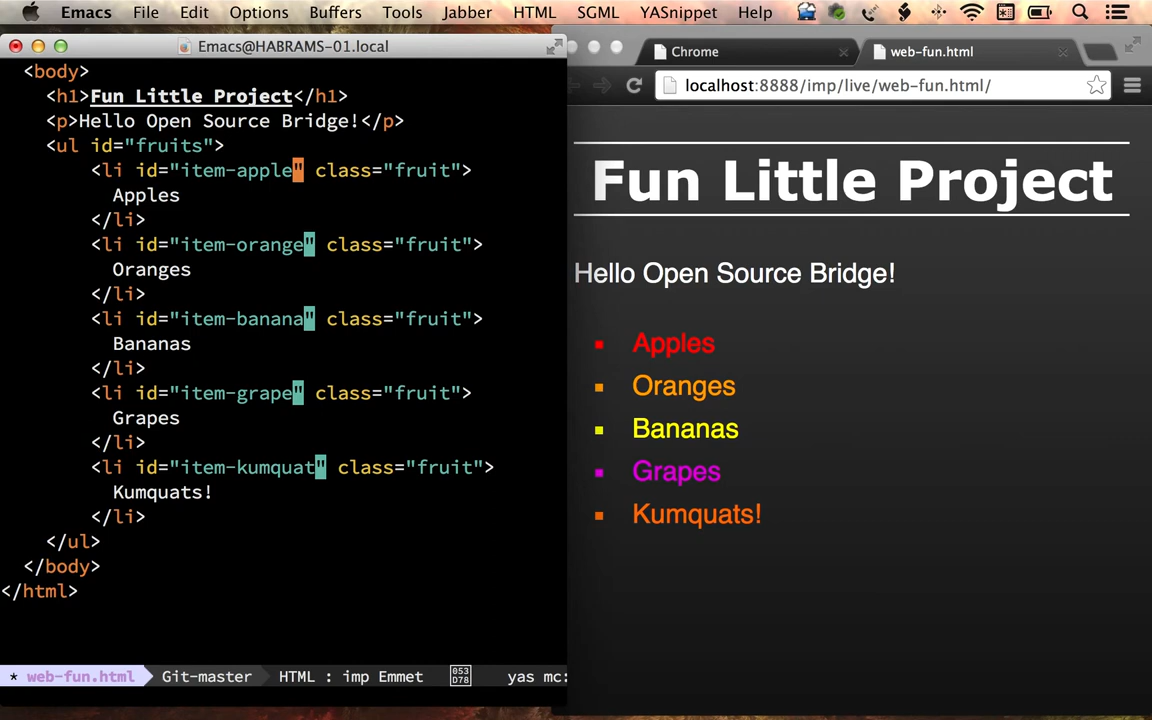 Emacs File Edit Options Buffers Tools Jabber HTML SGML YASnippet Help
Emacs@HABRAMS-01.local
<body>
<h1>Fun Little Project</h1>
<p>Hello Open Source Bridge!</p>
<ul id="fruits">
<li id="item-apple" class="fruit">
Apples
</li>
<li id="item-orange" class="fruit">
Oranges
</li>
<li id="item-banana" class="fruit">
Bananas
</li>
<li id="item-grape" class="fruit">
Grapes
</li>
<li id="item-kumquat" class="fruit">
Kumquats!
</li>
</ul>
</body>
</html>
* web-fun.html Git-master HTML : imp Emmet 053 D78 yas mc:
Chrome web-fun.html
localhost:8888/imp/live/web-fun.html/
Fun Little Project
Hello Open Source Bridge!
Apples
Oranges
Bananas
Grapes
Kumquats!